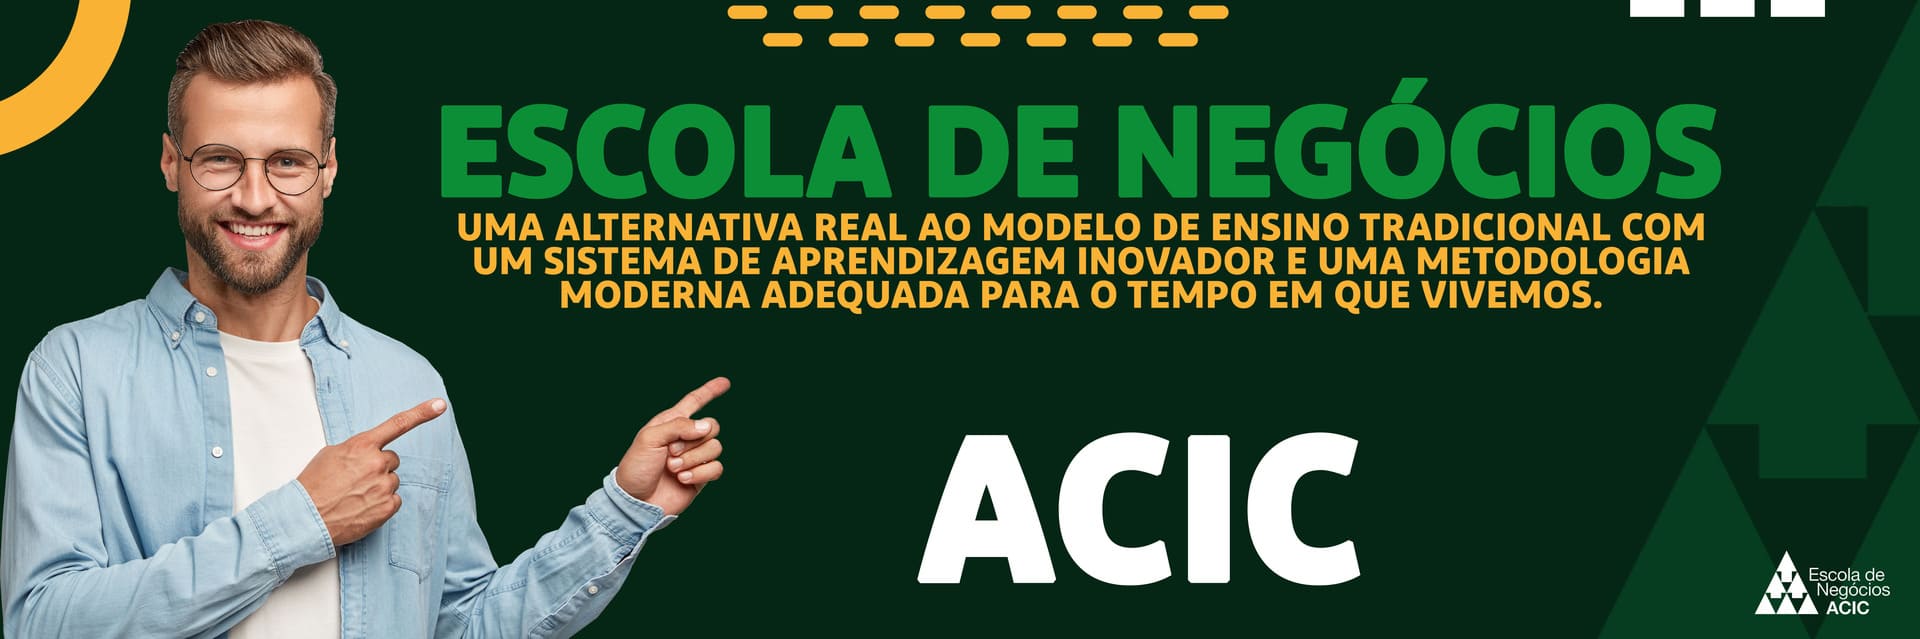 ESCOLA DE NEGÓCIOS
UMA ALTERNATIVA REAL AO MODELO DE ENSINO TRADICIONAL COM
UM SISTEMA DE APRENDIZAGEM INOVADOR E UMA METODOLOGIA
MODERNA ADEQUADA PARA O TEMPO EM QUE VIVEMOS.
ACIC
Escola de
Negócios
ACIC